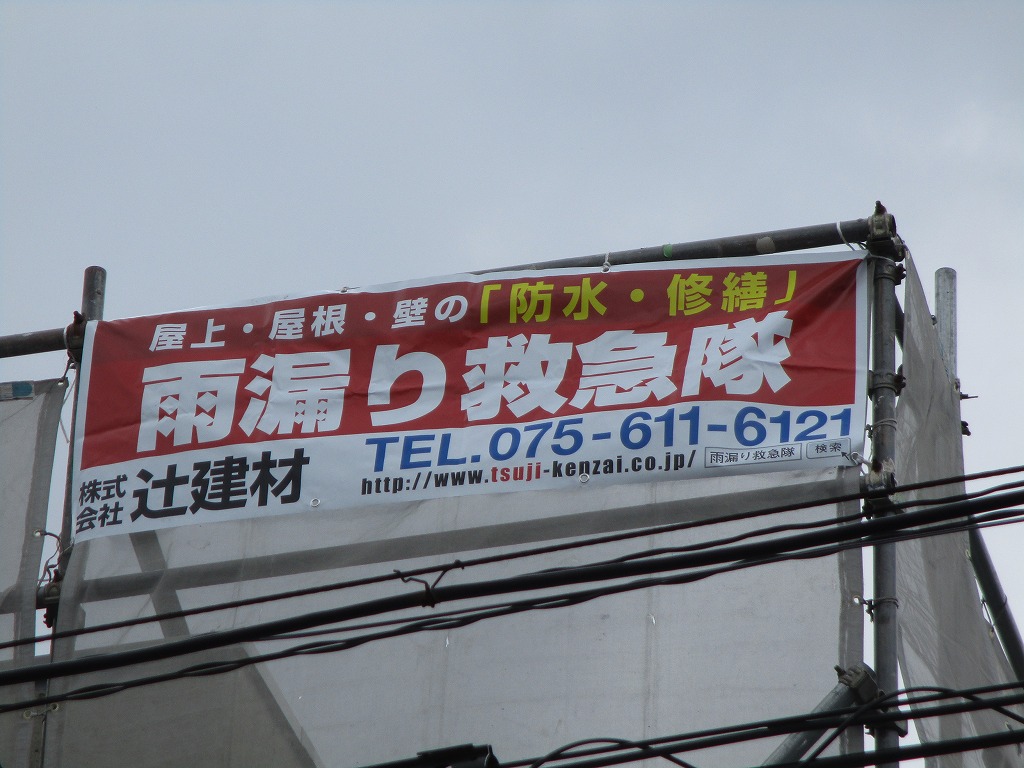 屋上・屋根・壁の「防水・修繕」
雨漏り救急隊
株式会社 辻建材
TEL.075-611-6121
http://www.tsuji-kenzai.co.jp/ 雨漏り救急隊 検索